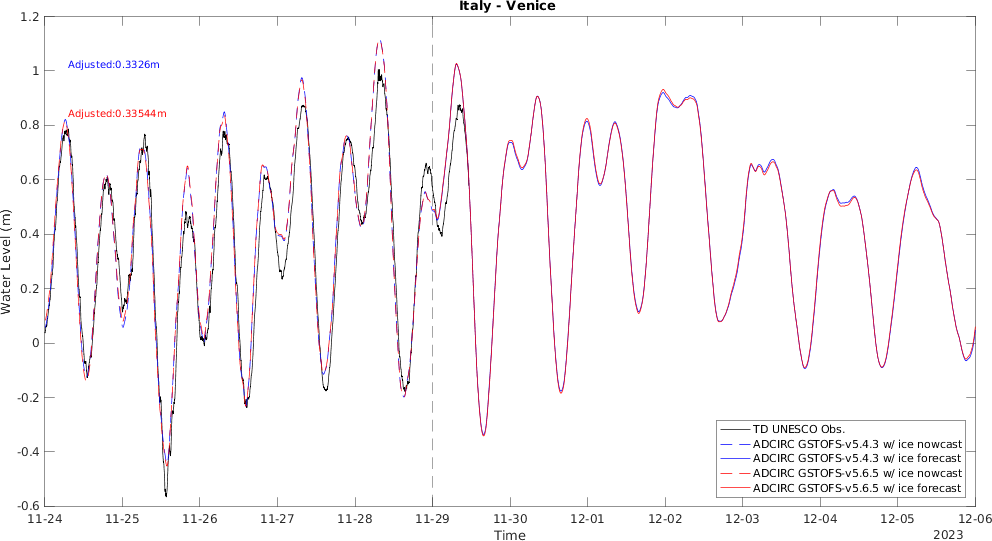 Italy - Venice
1.2
1
0.8
0.6
0.4
0.2
0
-0.2
-0.4
-0.6
Water Level (m)
Adjusted:0.3326m
Adjusted:0.33544m
TD UNESCO Obs.
ADCIRC GSTOFS-v5.4.3 w/ ice nowcast
ADCIRC GSTOFS-v5.4.3 w/ ice forecast
ADCIRC GSTOFS-v5.6.5 w/ ice nowcast
ADCIRC GSTOFS-v5.6.5 w/ ice forecast
11-24 11-25 11-26 11-27 11-28 11-29 11-30 12-01 12-02 12-03 12-04 12-05 12-06
Time
2023